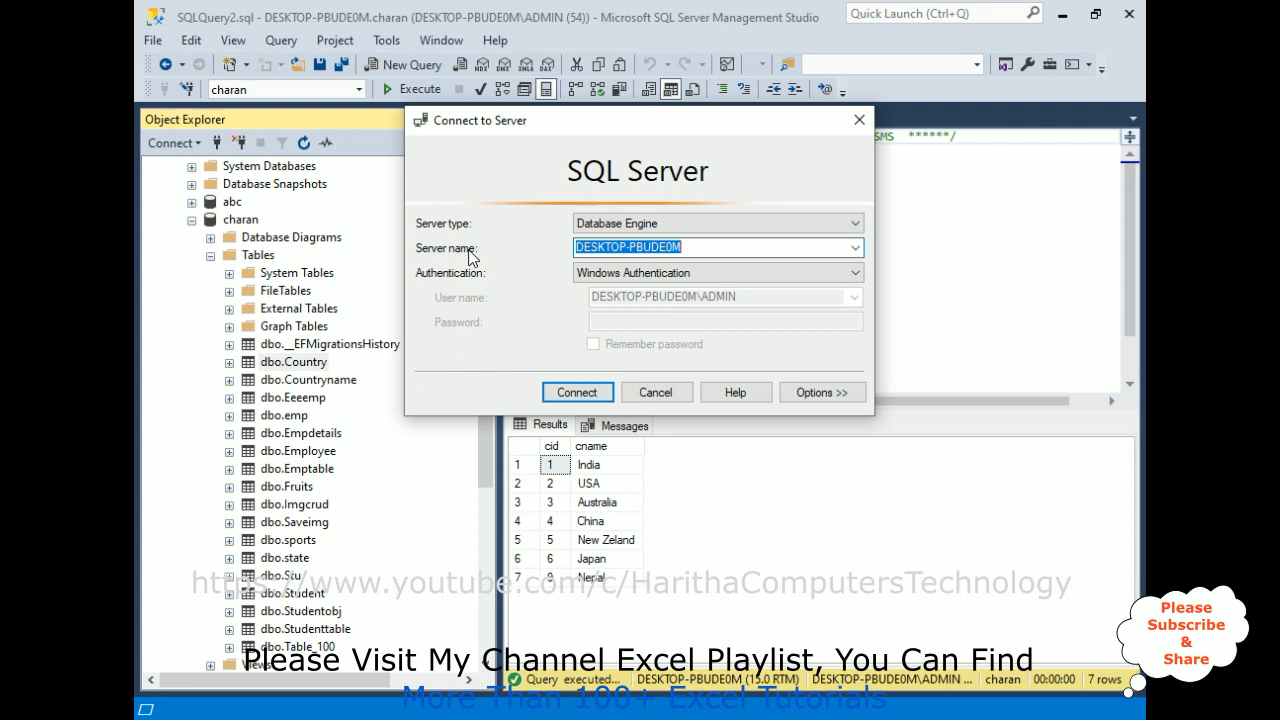 SQLQuery2.sql - DESKTOP-PBUDE0M.charan (DESKTOP-PBUDE0M\ADMIN (54)) - Microsoft SQL Server Management Studio
Quick Launch (Ctrl+Q)
File Edit View Query Project Tools Window Help
New Query
MDX DMX XMLA DAX
charan
Execute
Object Explorer
Connect
System Databases
Database Snapshots
abc
charan
Database Diagrams
Tables
System Tables
FileTables
External Tables
Graph Tables
dbo.__EFMigrationsHistory
dbo.Country
dbo.Countryname
dbo.Eeeemp
dbo.emp
dbo.Empdetails
dbo.Employee
dbo.Emptable
dbo.Fruits
dbo.Imgcrud
dbo.Saveimg
dbo.sports
dbo.state
dbo.Stu
dbo.Student
dbo.Studentobj
dbo.Studenttable
dbo.Table_100
Views
SMS ******/
Connect to Server
SQL Server
Server type: Database Engine
Server name: DESKTOP-PBUDE0M
Authentication: Windows Authentication
User name: DESKTOP-PBUDE0M\ADMIN
Password:
Remember password
Connect Cancel Help Options >>
Results Messages
cid cname
1 1 India
2 2 USA
3 3 Australia
4 4 China
5 5 New Zeland
6 6 Japan
7 9 Nepal
https://www.youtube.com/c/HarithaComputersTechnology
Please Visit My Channel Excel Playlist, You Can Find
More Than 100+ Excel Tutorials
Query executed... DESKTOP-PBUDE0M (15.0 RTM) DESKTOP-PBUDE0M\ADMIN ... charan 00:00:00 7 rows
Please
Subscribe
&
Share